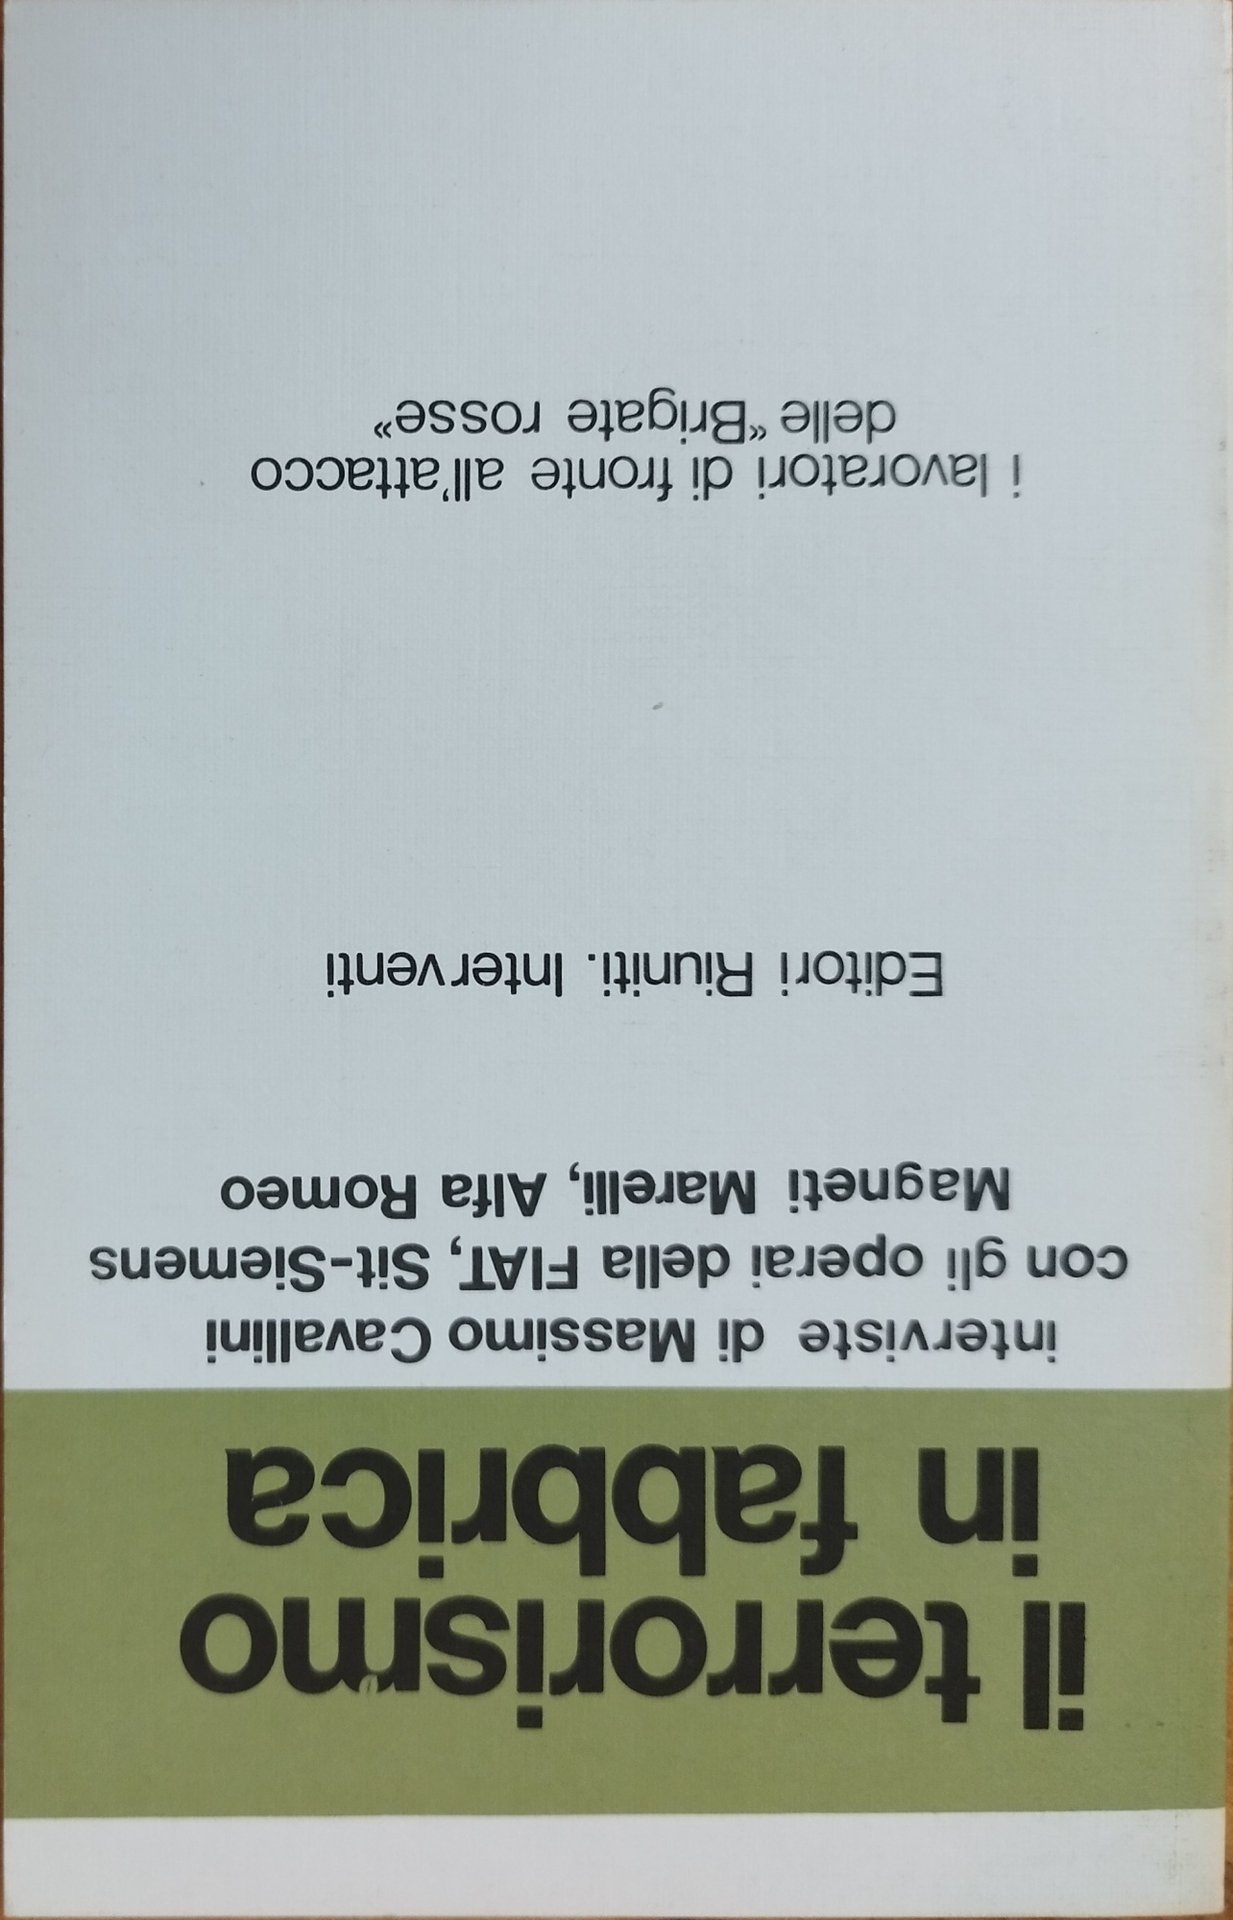 il terrorismo
in fabbrica
interviste di Massimo Cavallini
con gli operai della FIAT, Sit-Siemens
Magneti Marelli, Alfa Romeo
Editori Riuniti. Interventi
i lavoratori di fronte all'attacco
delle “Brigate rosse”